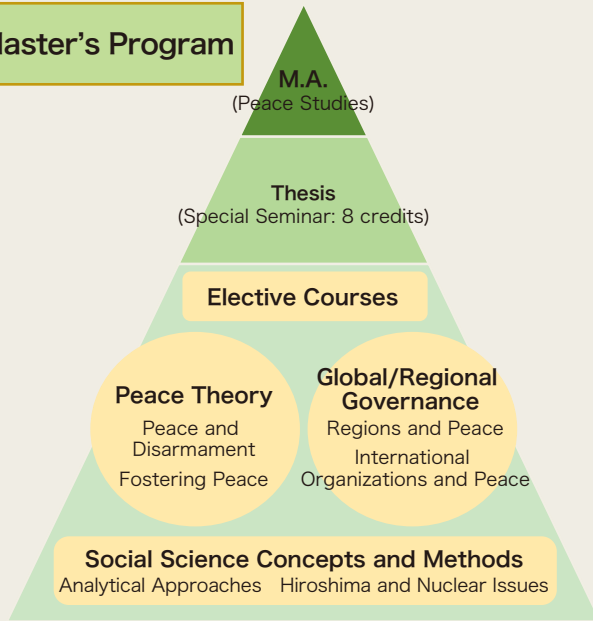 Master's Program
M.A.
(Peace Studies)
Thesis
(Special Seminar: 8 credits)
Elective Courses
Peace Theory
Peace and
Disarmament
Fostering Peace
Global/Regional
Governance
Regions and Peace
International
Organizations and Peace
Social Science Concepts and Methods
Analytical Approaches Hiroshima and Nuclear Issues